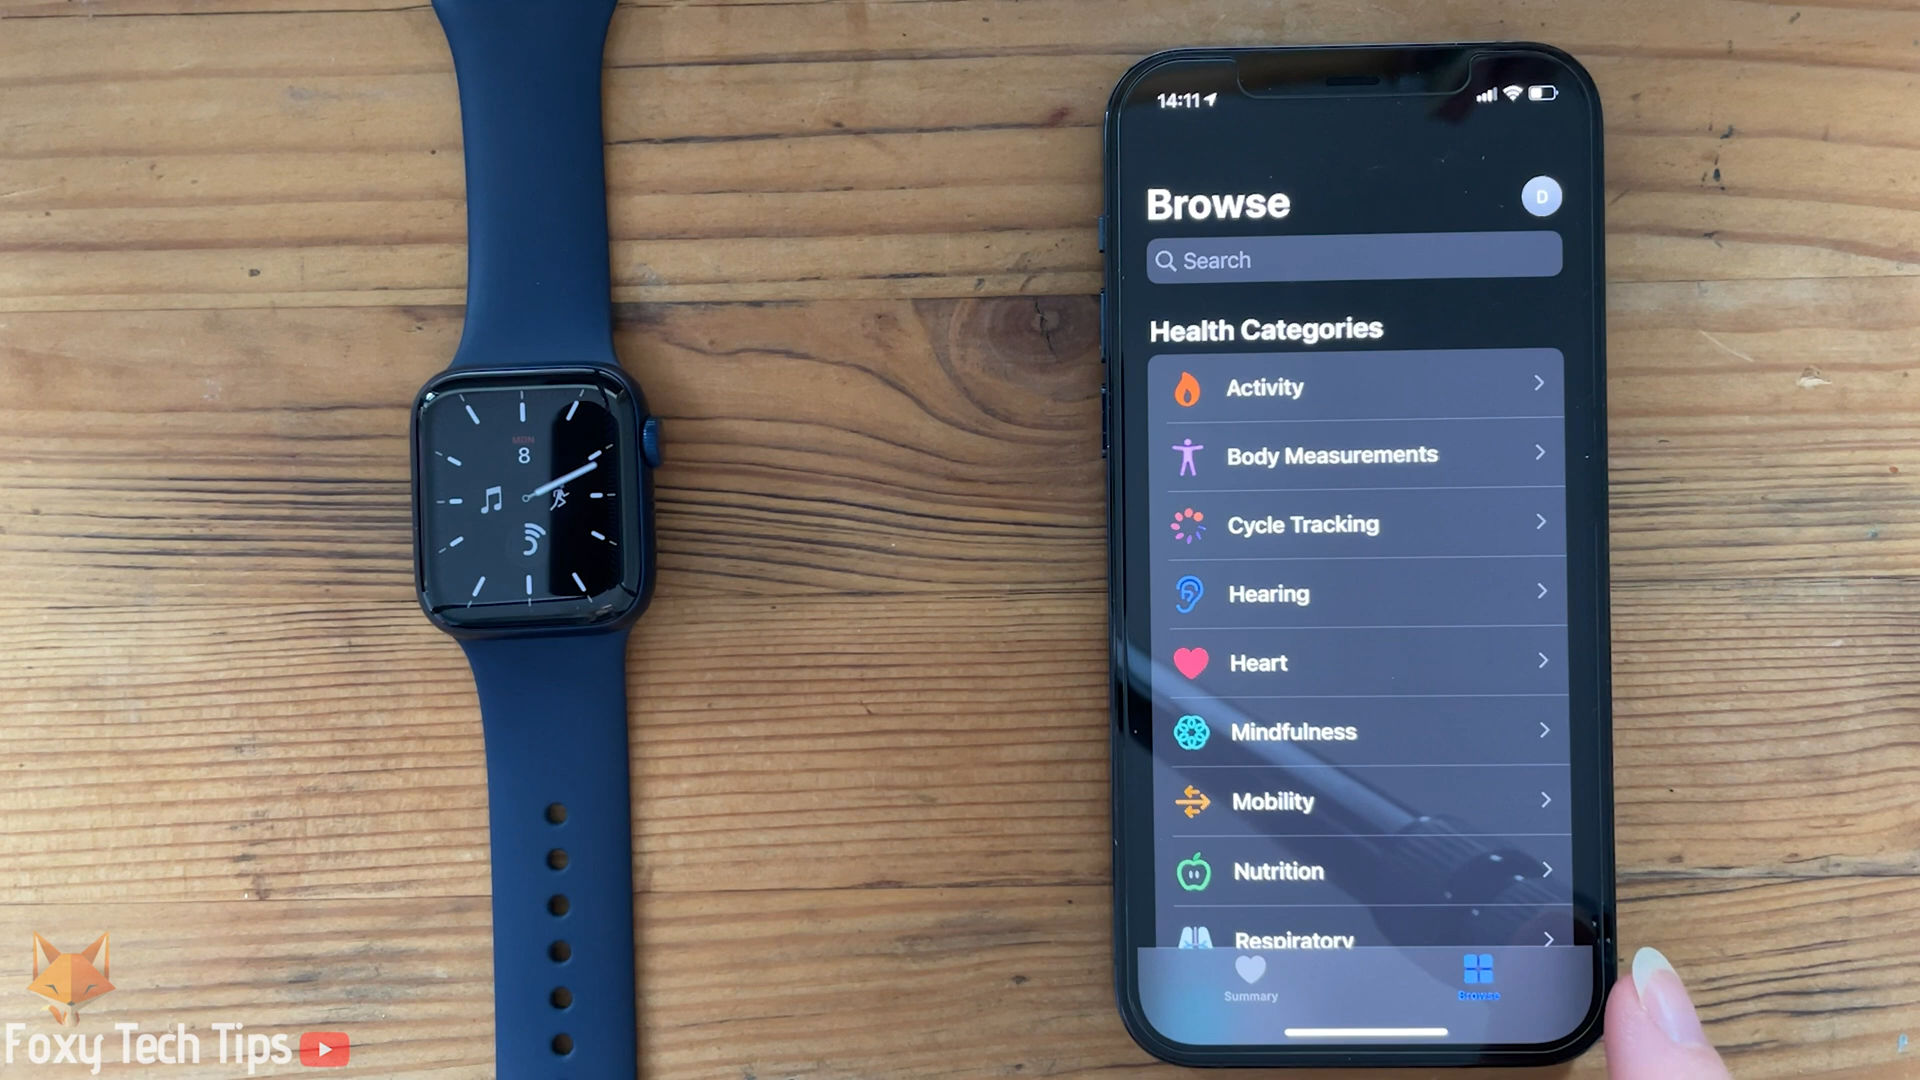 MON
8
14:11
Browse
D
Search
Health Categories
Activity
Body Measurements
Cycle Tracking
Hearing
Heart
Mindfulness
Mobility
Nutrition
Respiratory
Summary
Browse
Foxy Tech Tips